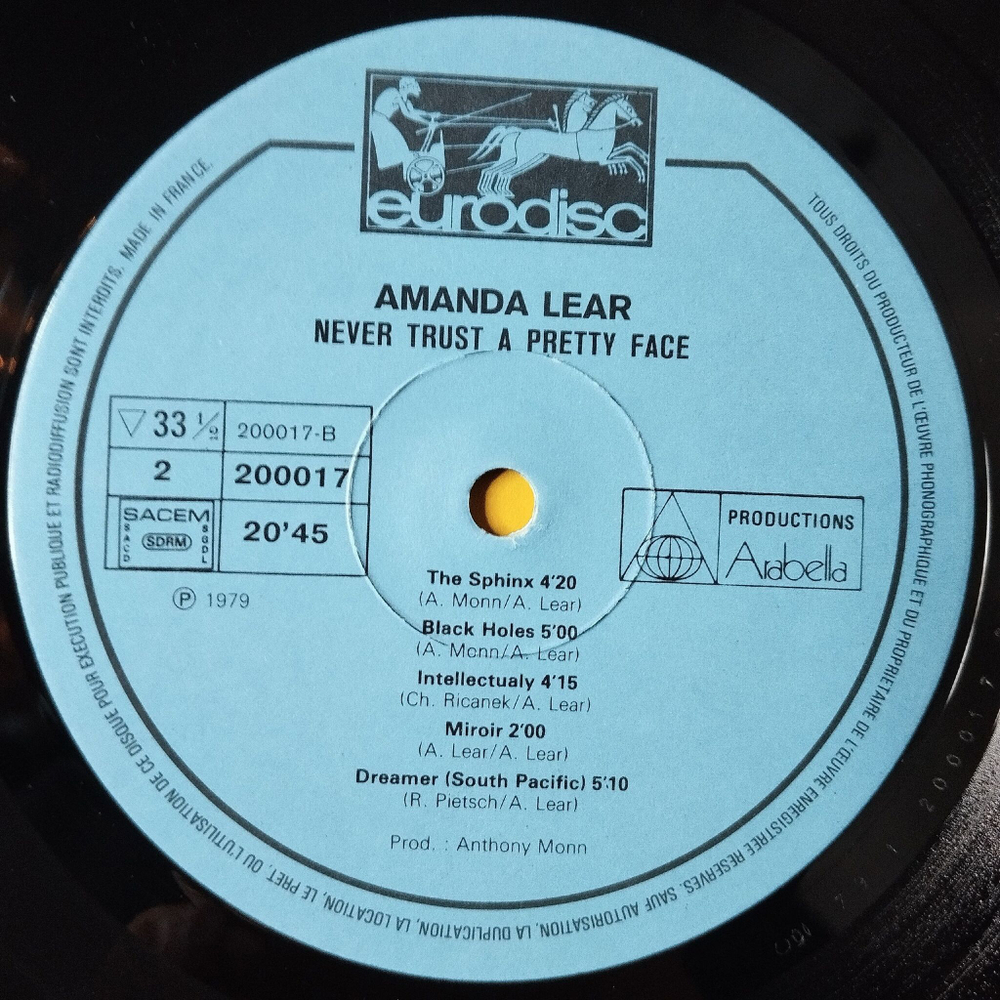 eurodisc
AMANDA LEAR
NEVER TRUST A PRETTY FACE
▽ 33 1/2 200017-B
2 200017
SACEM
SACD SDRM SGDL
20'45
℗ 1979
PRODUCTIONS
Arabella
The Sphinx 4'20
(A. Monn/A. Lear)
Black Holes 5'00
(A. Monn/A. Lear)
Intellectualy 4'15
(Ch. Ricanek/A. Lear)
Miroir 2'00
(A. Lear/A. Lear)
Dreamer (South Pacific) 5'10
(R. Pietsch/A. Lear)
Prod. : Anthony Monn
TOUS DROITS DU PRODUCTEUR DE L'ŒUVRE PHONOGRAPHIQUE ET DU PROPRIETAIRE DE L'ŒUVRE ENREGISTREE RESERVES. SAUF AUTORISATION, LA DUPLICATION, LA LOCATION, LE PRET, OU L'UTILISATION DE CE DISQUE POUR EXECUTION PUBLIQUE ET RADIODIFFUSION SONT INTERDITS. MADE IN FRANCE.